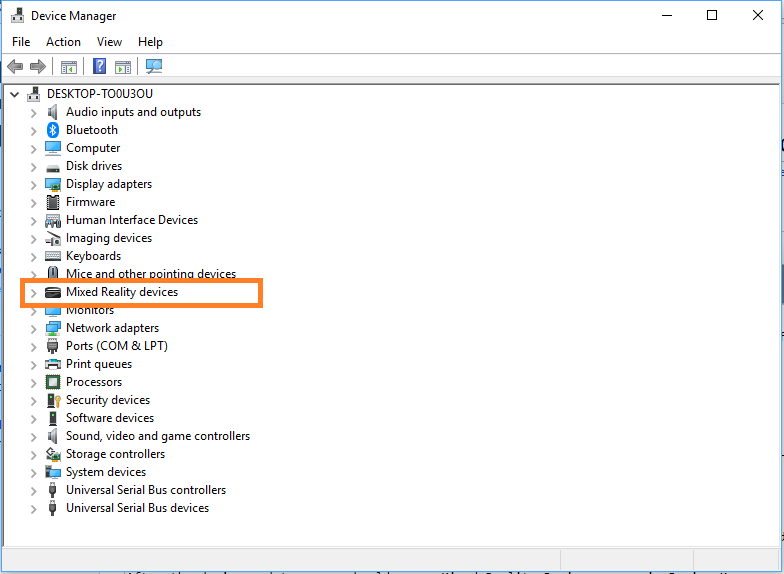 Device Manager
File Action View Help
DESKTOP-TO0U3OU
Audio inputs and outputs
Bluetooth
Computer
Disk drives
Display adapters
Firmware
Human Interface Devices
Imaging devices
Keyboards
Mice and other pointing devices
Mixed Reality devices
Monitors
Network adapters
Ports (COM & LPT)
Print queues
Processors
Security devices
Software devices
Sound, video and game controllers
Storage controllers
System devices
Universal Serial Bus controllers
Universal Serial Bus devices